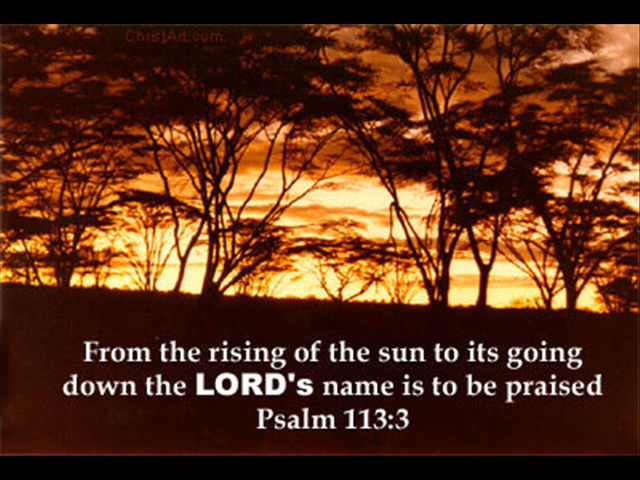 ChristArt.com
From the rising of the sun to its going
down the LORD's name is to be praised
Psalm 113:3